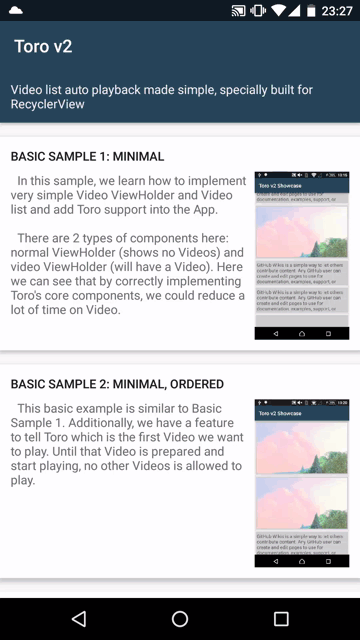 23:27
Toro v2
Video list auto playback made simple, specially built for
RecyclerView
BASIC SAMPLE 1: MINIMAL
In this sample, we learn how to implement
very simple Video ViewHolder and Video
list and add Toro support into the App.
There are 2 types of components here:
normal ViewHolder (shows no Videos) and
video ViewHolder (will have a Video). Here
we can see that by correctly implementing
Toro's core components, we could reduce a
lot of time on Video.
Toro v2 Showcase
documentation, examples, or
GitHub Wikis is a simple way to let others
contribute content. Any GitHub user can
create and edit pages to use for
documentation, examples, support, or
GitHub Wikis is a simple way to let others
contribute content. Any GitHub user can
create and edit pages to use for
BASIC SAMPLE 2: MINIMAL, ORDERED
This basic example is similar to Basic
Sample 1. Additionally, we have a feature
to tell Toro which is the first Video we want
to play. Until that Video is prepared and
start playing, no other Videos is allowed to
play.
Toro v2 Showcase
GitHub Wikis is a simple way to let others
contribute content. Any GitHub user can
create and edit pages to use for